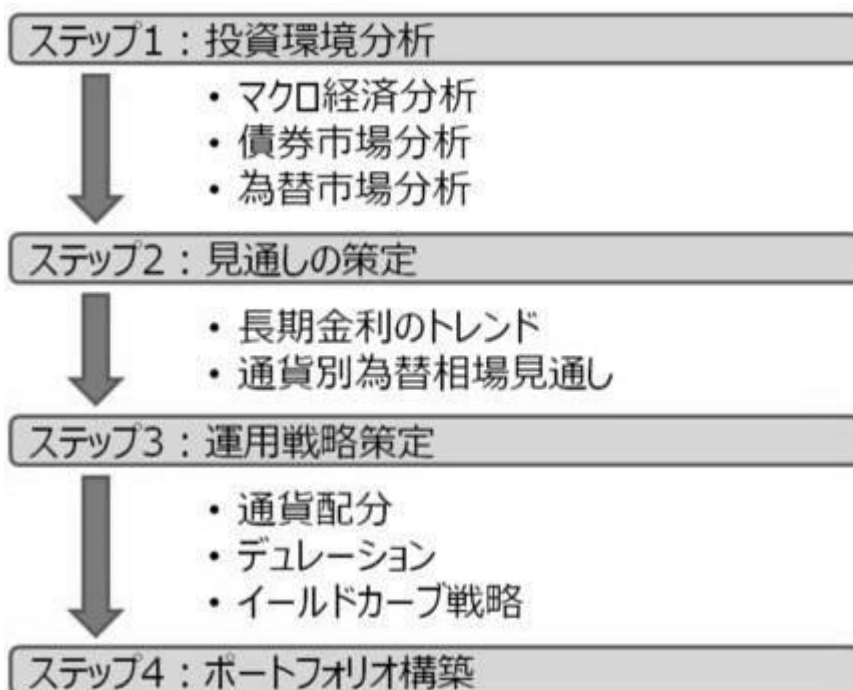 ステップ1：投資環境分析
・マクロ経済分析
・債券市場分析
・為替市場分析
ステップ2：見通しの策定
・長期金利のトレンド
・通貨別為替相場見通し
ステップ3：運用戦略策定
・通貨配分
・デュレーション
・イールドカーブ戦略
ステップ4：ポートフォリオ構築